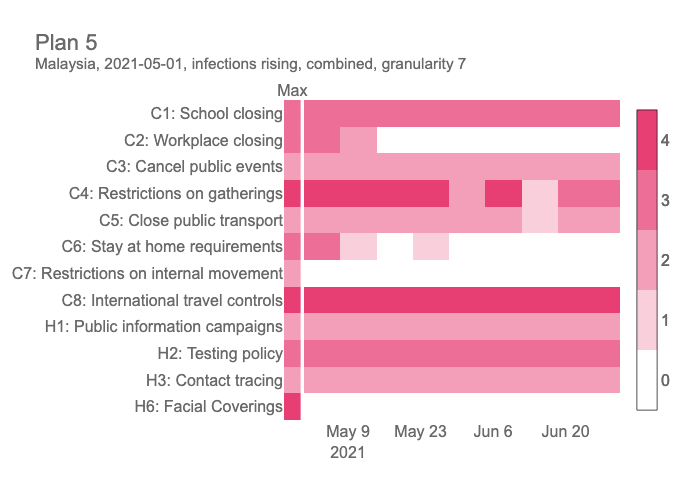 Plan 5
Malaysia, 2021-05-01, infections rising, combined, granularity 7
Max
C1: School closing
C2: Workplace closing
C3: Cancel public events
C4: Restrictions on gatherings
C5: Close public transport
C6: Stay at home requirements
C7: Restrictions on internal movement
C8: International travel controls
H1: Public information campaigns
H2: Testing policy
H3: Contact tracing
H6: Facial Coverings
4
3
2
1
0
May 9 May 23 Jun 6 Jun 20
2021